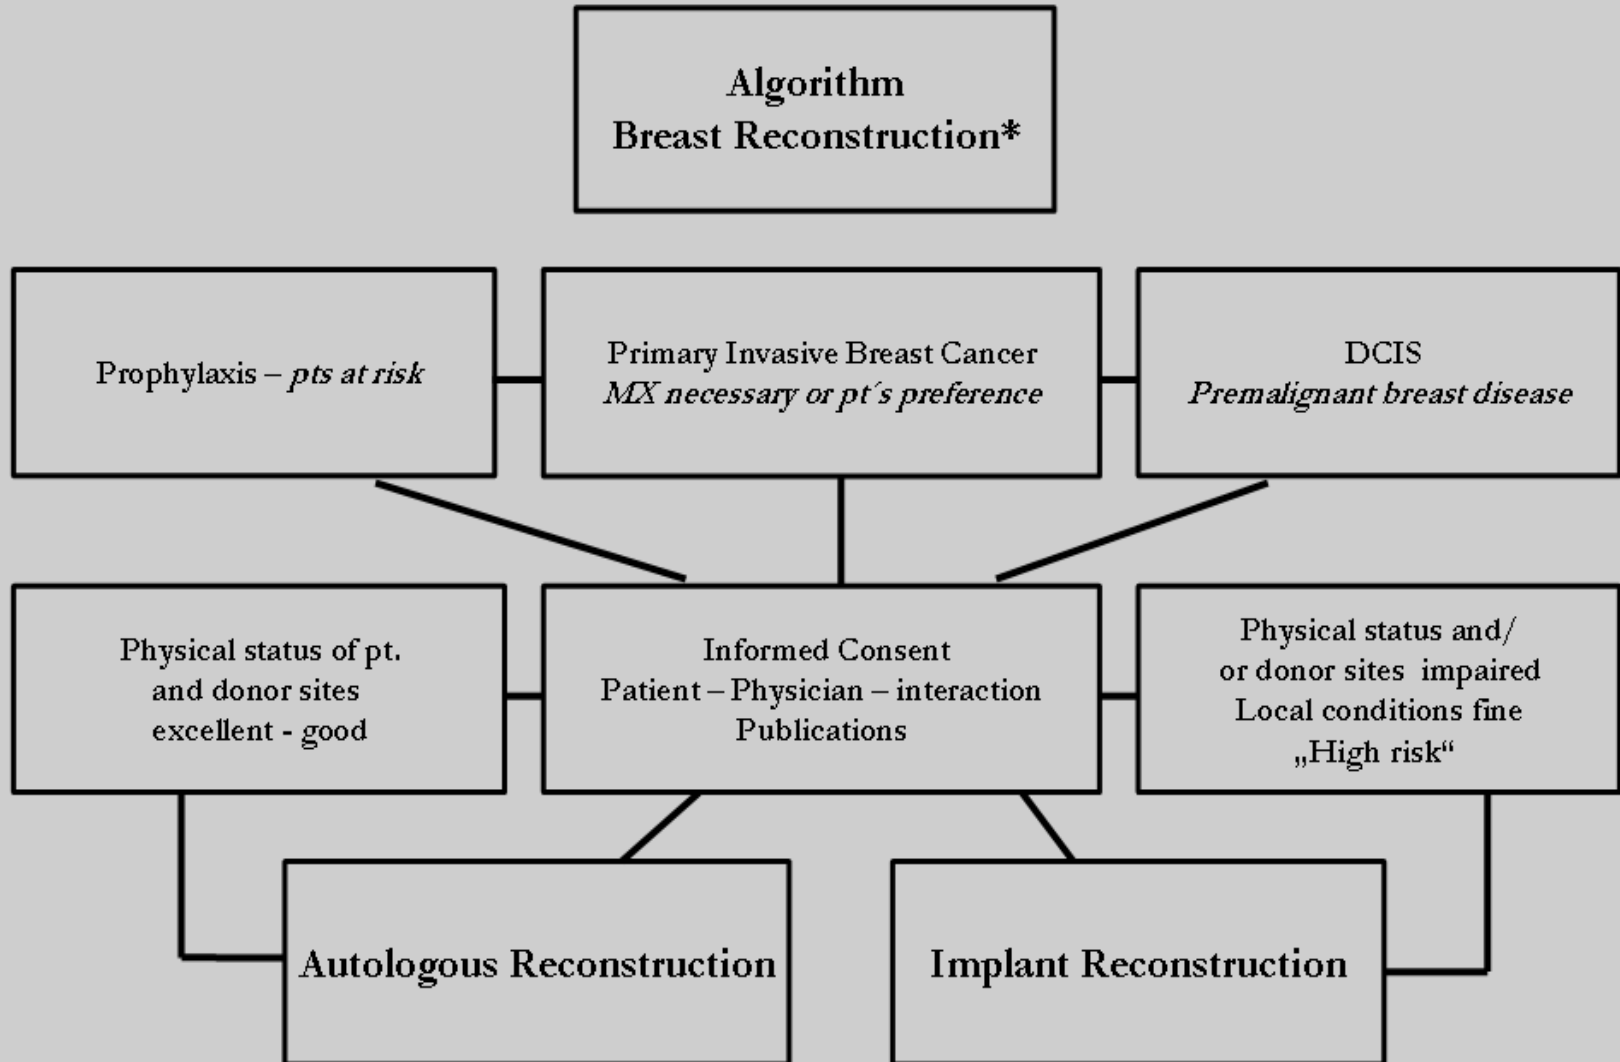 Algorithm
Breast Reconstruction*
Prophylaxis – pts at risk
Primary Invasive Breast Cancer
MX necessary or pt´s preference
DCIS
Premalignant breast disease
Physical status of pt.
and donor sites
excellent - good
Informed Consent
Patient – Physician – interaction
Publications
Physical status and/
or donor sites impaired
Local conditions fine
„High risk“
Autologous Reconstruction
Implant Reconstruction